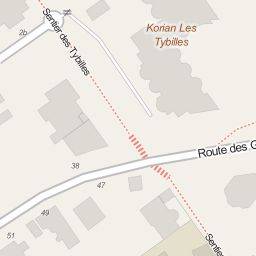 2b
Sentier des Tybilles
Korian Les
Tybilles
Route des G
38
47
49
51
Sentier